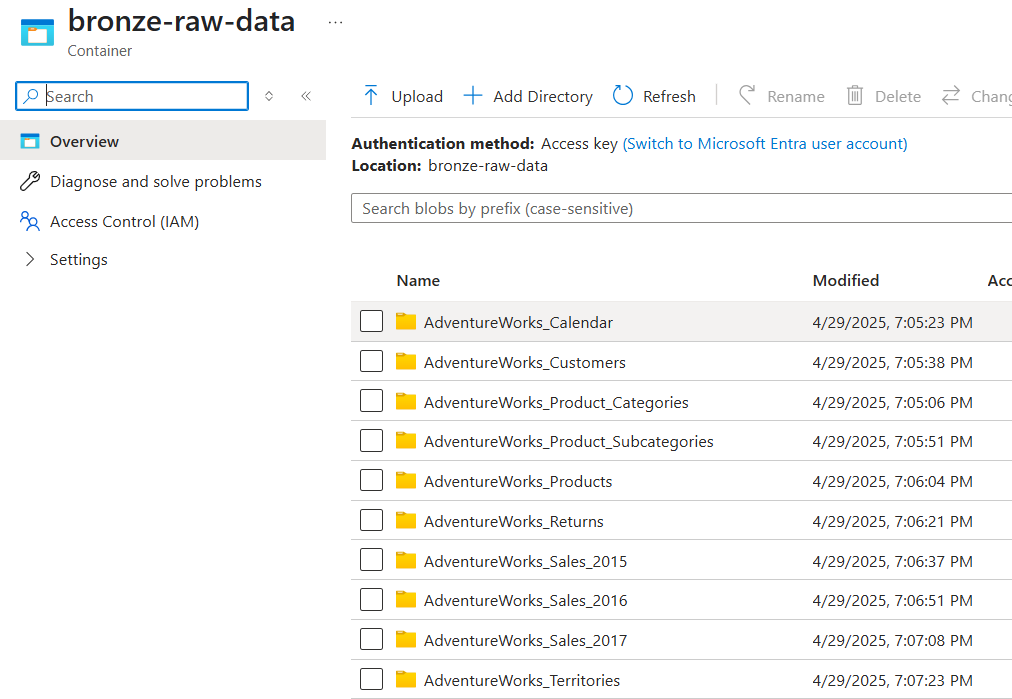 bronze-raw-data ...
Container
Search
Upload Add Directory Refresh Rename Delete Chang
Overview
Diagnose and solve problems
Access Control (IAM)
Settings
Authentication method: Access key (Switch to Microsoft Entra user account)
Location: bronze-raw-data
Search blobs by prefix (case-sensitive)
Name Modified Acc
AdventureWorks_Calendar 4/29/2025, 7:05:23 PM
AdventureWorks_Customers 4/29/2025, 7:05:38 PM
AdventureWorks_Product_Categories 4/29/2025, 7:05:06 PM
AdventureWorks_Product_Subcategories 4/29/2025, 7:05:51 PM
AdventureWorks_Products 4/29/2025, 7:06:04 PM
AdventureWorks_Returns 4/29/2025, 7:06:21 PM
AdventureWorks_Sales_2015 4/29/2025, 7:06:37 PM
AdventureWorks_Sales_2016 4/29/2025, 7:06:51 PM
AdventureWorks_Sales_2017 4/29/2025, 7:07:08 PM
AdventureWorks_Territories 4/29/2025, 7:07:23 PM